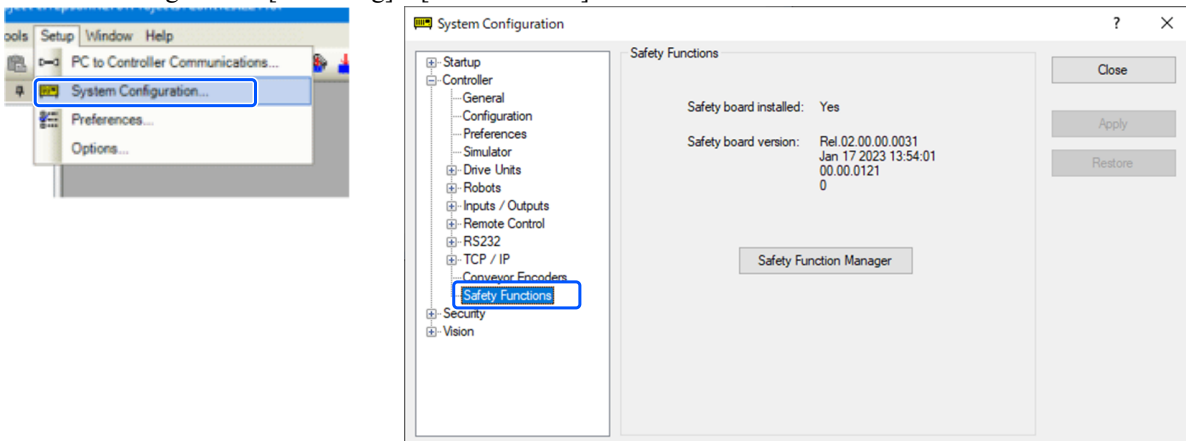 Setup Window Help
PC to Controller Communications...
System Configuration...
Preferences...
Options...
System Configuration
? ×
Startup
Controller
General
Configuration
Preferences
Simulator
Drive Units
Robots
Inputs / Outputs
Remote Control
RS232
TCP / IP
Conveyor Encoders
Safety Functions
Security
Vision
Safety Functions
Safety board installed: Yes
Safety board version: Rel.02.00.00.0031
Jan 17 2023 13:54:01
00.00.0121
0
Safety Function Manager
Close
Apply
Restore